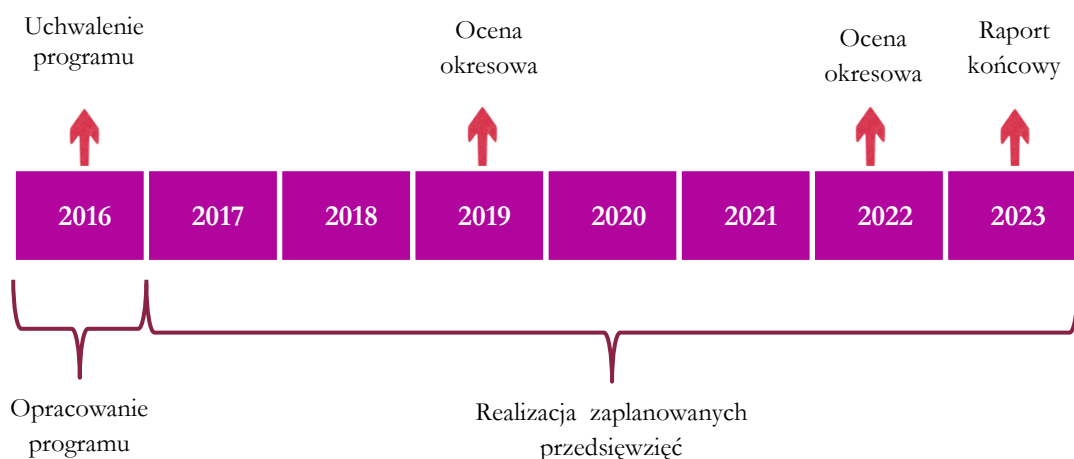 Uchwalenie
programu
Ocena
okresowa
Ocena
okresowa
Raport
końcowy
2016
2017
2018
2019
2020
2021
2022
2023
Opracowanie
programu
Realizacja zaplanowanych
przedsięwzięć